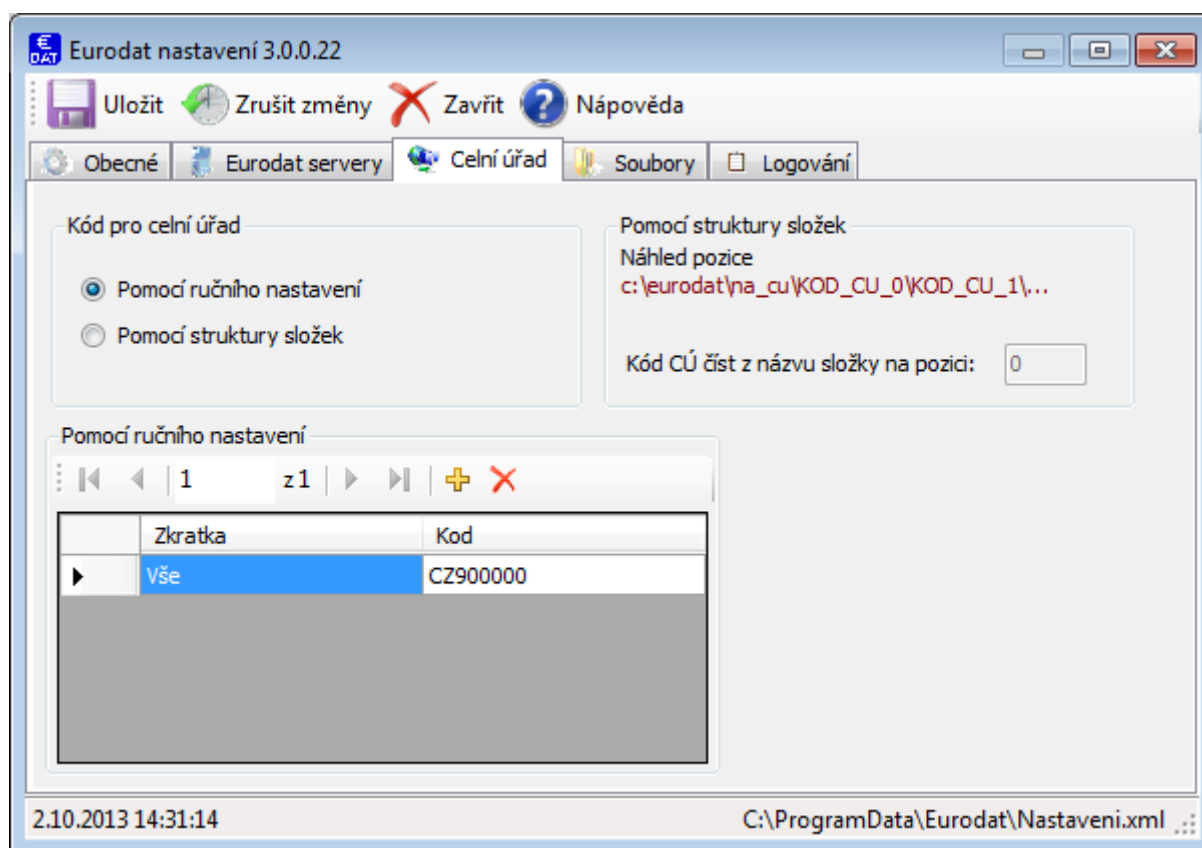 € DAT Eurodat nastavení 3.0.0.22
Uložit Zrušit změny Zavřit ? Nápověda
Obecné Eurodat servery Celní úřad Soubory Logování
Kód pro celní úřad
Pomocí ručního nastavení
Pomocí struktury složek
Pomocí struktury složek
Náhled pozice
c:\eurodat\na_cu\KOD_CU_0\KOD_CU_1\...
Kód CÚ číst z názvu složky na pozici: 0
Pomocí ručního nastavení
1 z 1
Zkratka Kod
Vše CZ900000
2.10.2013 14:31:14 C:\ProgramData\Eurodat\Nastaveni.xml